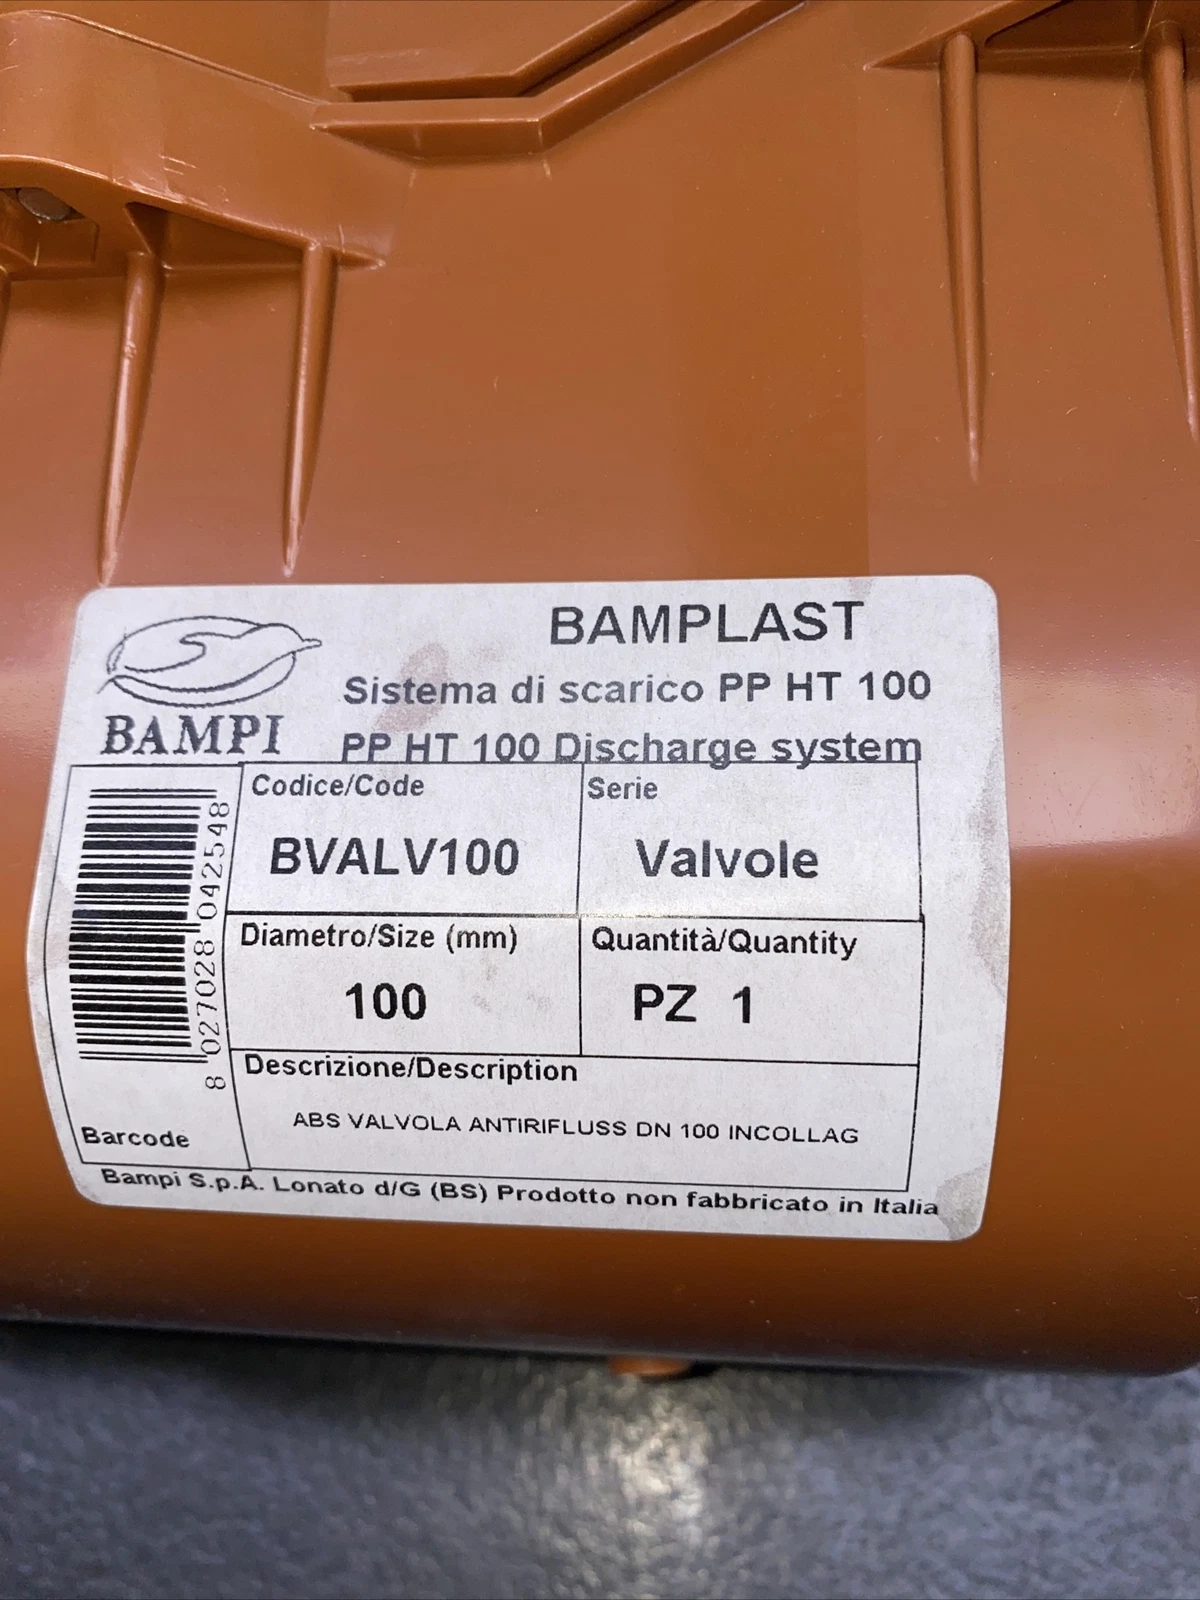 BAMPLAST
Sistema di scarico PP HT 100
BAMPI
PP HT 100 Discharge system
Codice/Code
Serie
BVALV100
Valvole
8 027028 042548
Diametro/Size (mm)
Quantità/Quantity
100
PZ 1
Descrizione/Description
ABS VALVOLA ANTIRIFLUSS DN 100 INCOLLAG
Barcode
Bampi S.p.A. Lonato d/G (BS) Prodotto non fabbricato in Italia